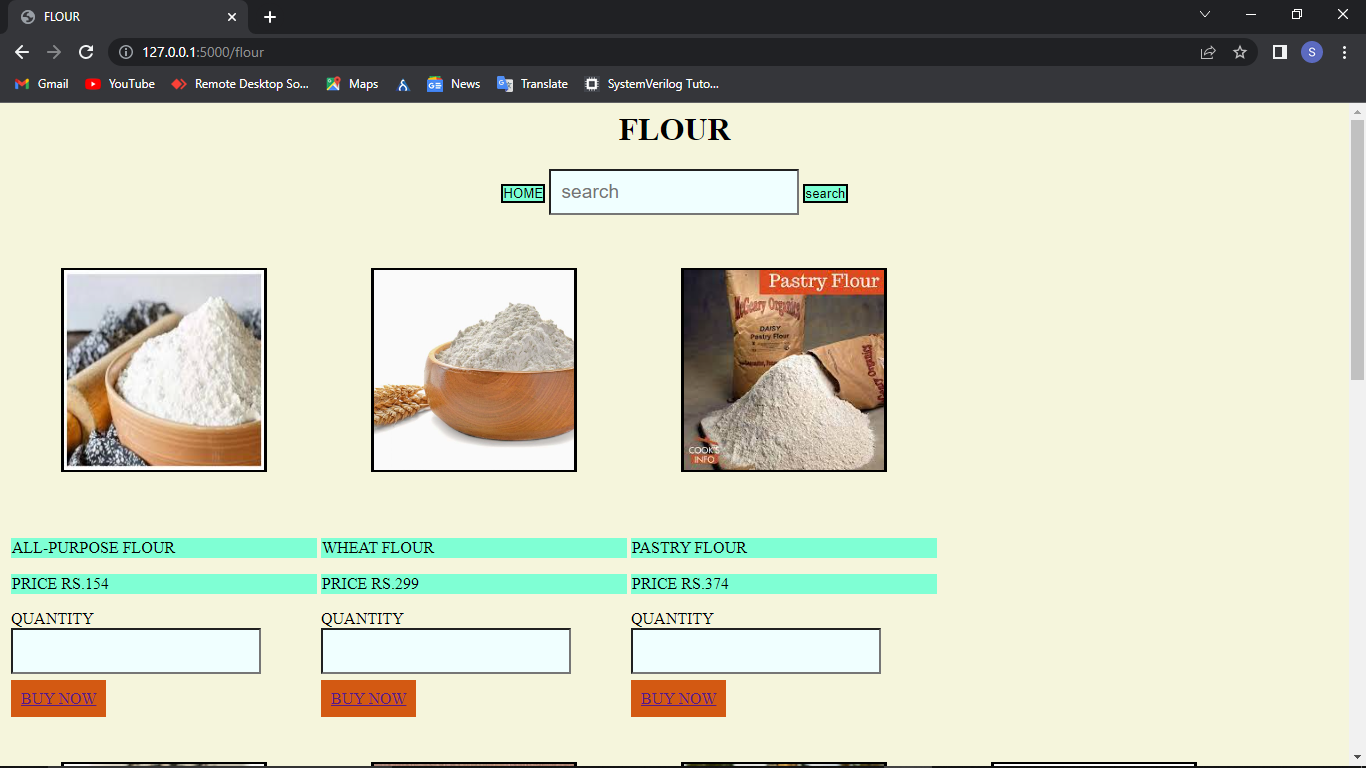 FLOUR
127.0.0.1:5000/flour
Gmail YouTube Remote Desktop So... Maps News Translate SystemVerilog Tuto...
S
FLOUR
HOME search search
Pastry Flour
McGeary Organics
DAISY
Pastry Flour
COOK'S
INFO
ALL-PURPOSE FLOUR WHEAT FLOUR PASTRY FLOUR
PRICE RS.154 PRICE RS.299 PRICE RS.374
QUANTITY QUANTITY QUANTITY
BUY NOW BUY NOW BUY NOW